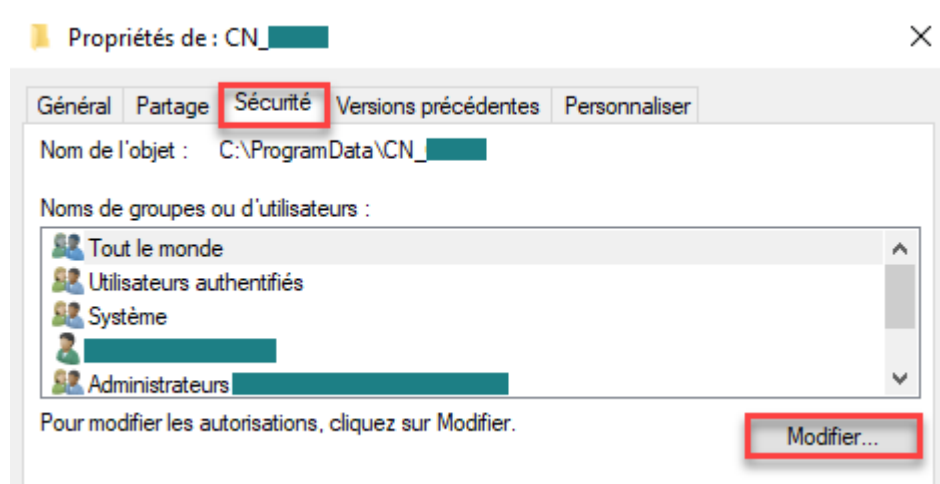 Propriétés de : CN_
Général Partage Sécurité Versions précédentes Personnaliser
Nom de l'objet : C:\ProgramData\CN_
Noms de groupes ou d'utilisateurs :
Tout le monde
Utilisateurs authentifiés
Système
Administrateurs
Pour modifier les autorisations, cliquez sur Modifier.
Modifier...